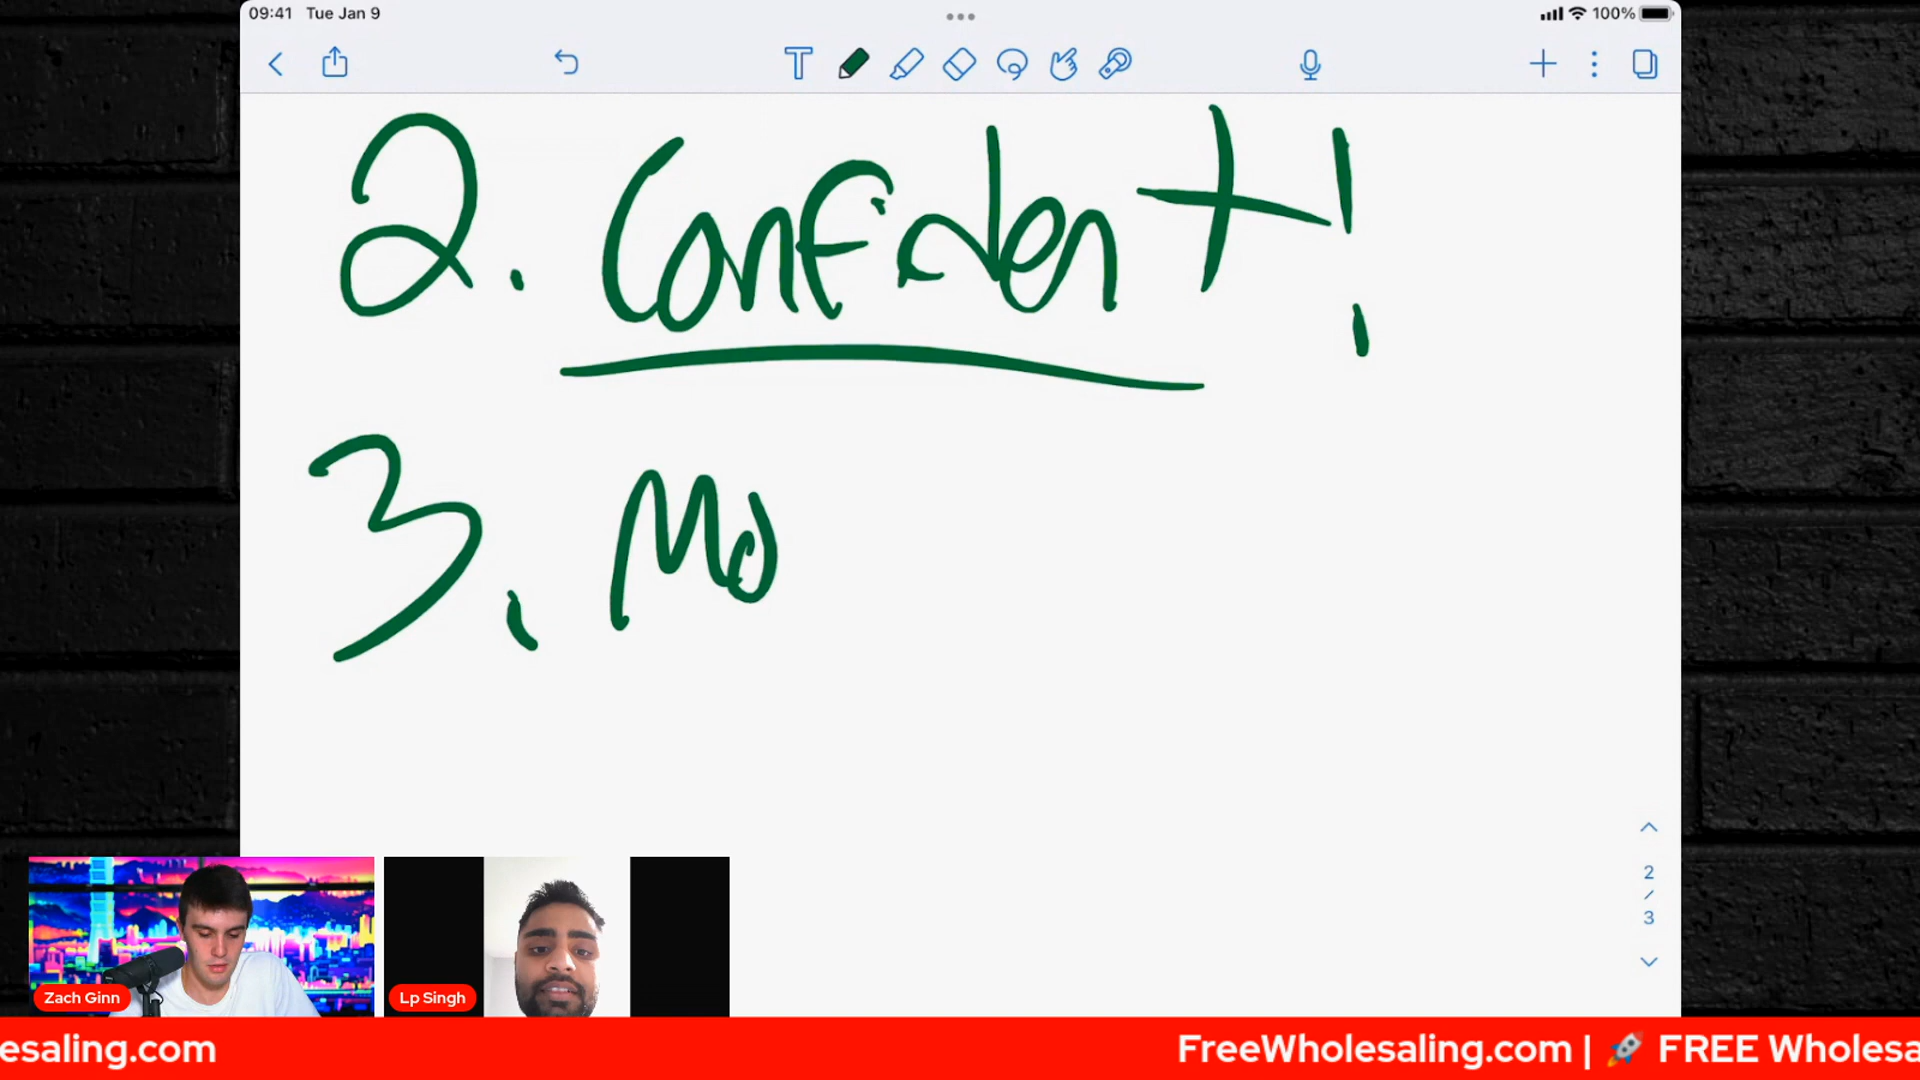 09:41 Tue Jan 9
100%
T
2. Confident!
3. Mo
2
/
3
Zach Ginn
Lp Singh
esaling.com FreeWholesaling.com | 🚀 FREE Wholesa